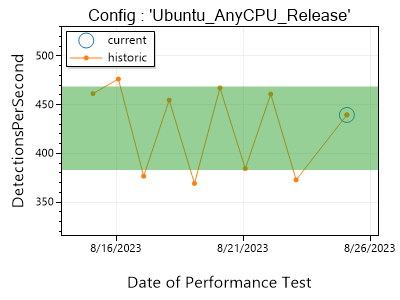 Config : 'Ubuntu_AnyCPU_Release'
current
historic
DetectionsPerSecond
500
450
400
350
8/16/2023
8/21/2023
8/26/2023
Date of Performance Test